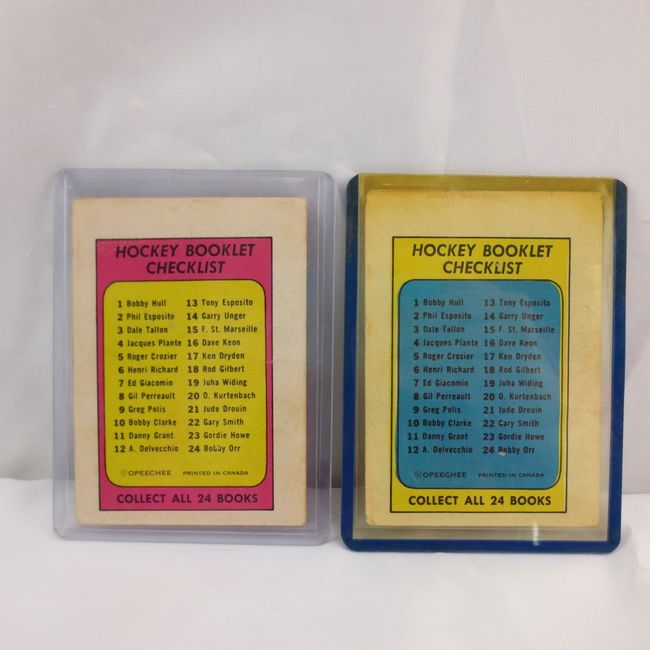 HOCKEY BOOKLET
CHECKLIST
1 Bobby Hull 13 Tony Esposito
2 Phil Esposito 14 Garry Unger
3 Dale Tallon 15 F. St. Marseille
4 Jacques Plante 16 Dave Keon
5 Roger Crozier 17 Ken Dryden
6 Henri Richard 18 Rod Gilbert
7 Ed Giacomin 19 Juha Widing
8 Gil Perreault 20 O. Kurtenbach
9 Greg Polis 21 Jude Drouin
10 Bobby Clarke 22 Gary Smith
11 Danny Grant 23 Gordie Howe
12 A. Delvecchio 24 Bobby Orr
© OPEECHEE PRINTED IN CANADA
COLLECT ALL 24 BOOKS
HOCKEY BOOKLET
CHECKLIST
1 Bobby Hull 13 Tony Esposito
2 Phil Esposito 14 Garry Unger
3 Dale Tallon 15 F. St. Marseille
4 Jacques Plante 16 Dave Keon
5 Roger Crozier 17 Ken Dryden
6 Henri Richard 18 Rod Gilbert
7 Ed Giacomin 19 Juha Widing
8 Gil Perreault 20 O. Kurtenbach
9 Greg Polis 21 Jude Drouin
10 Bobby Clarke 22 Gary Smith
11 Danny Grant 23 Gordie Howe
12 A. Delvecchio 24 Bobby Orr
© OPEECHEE PRINTED IN CANADA
COLLECT ALL 24 BOOKS